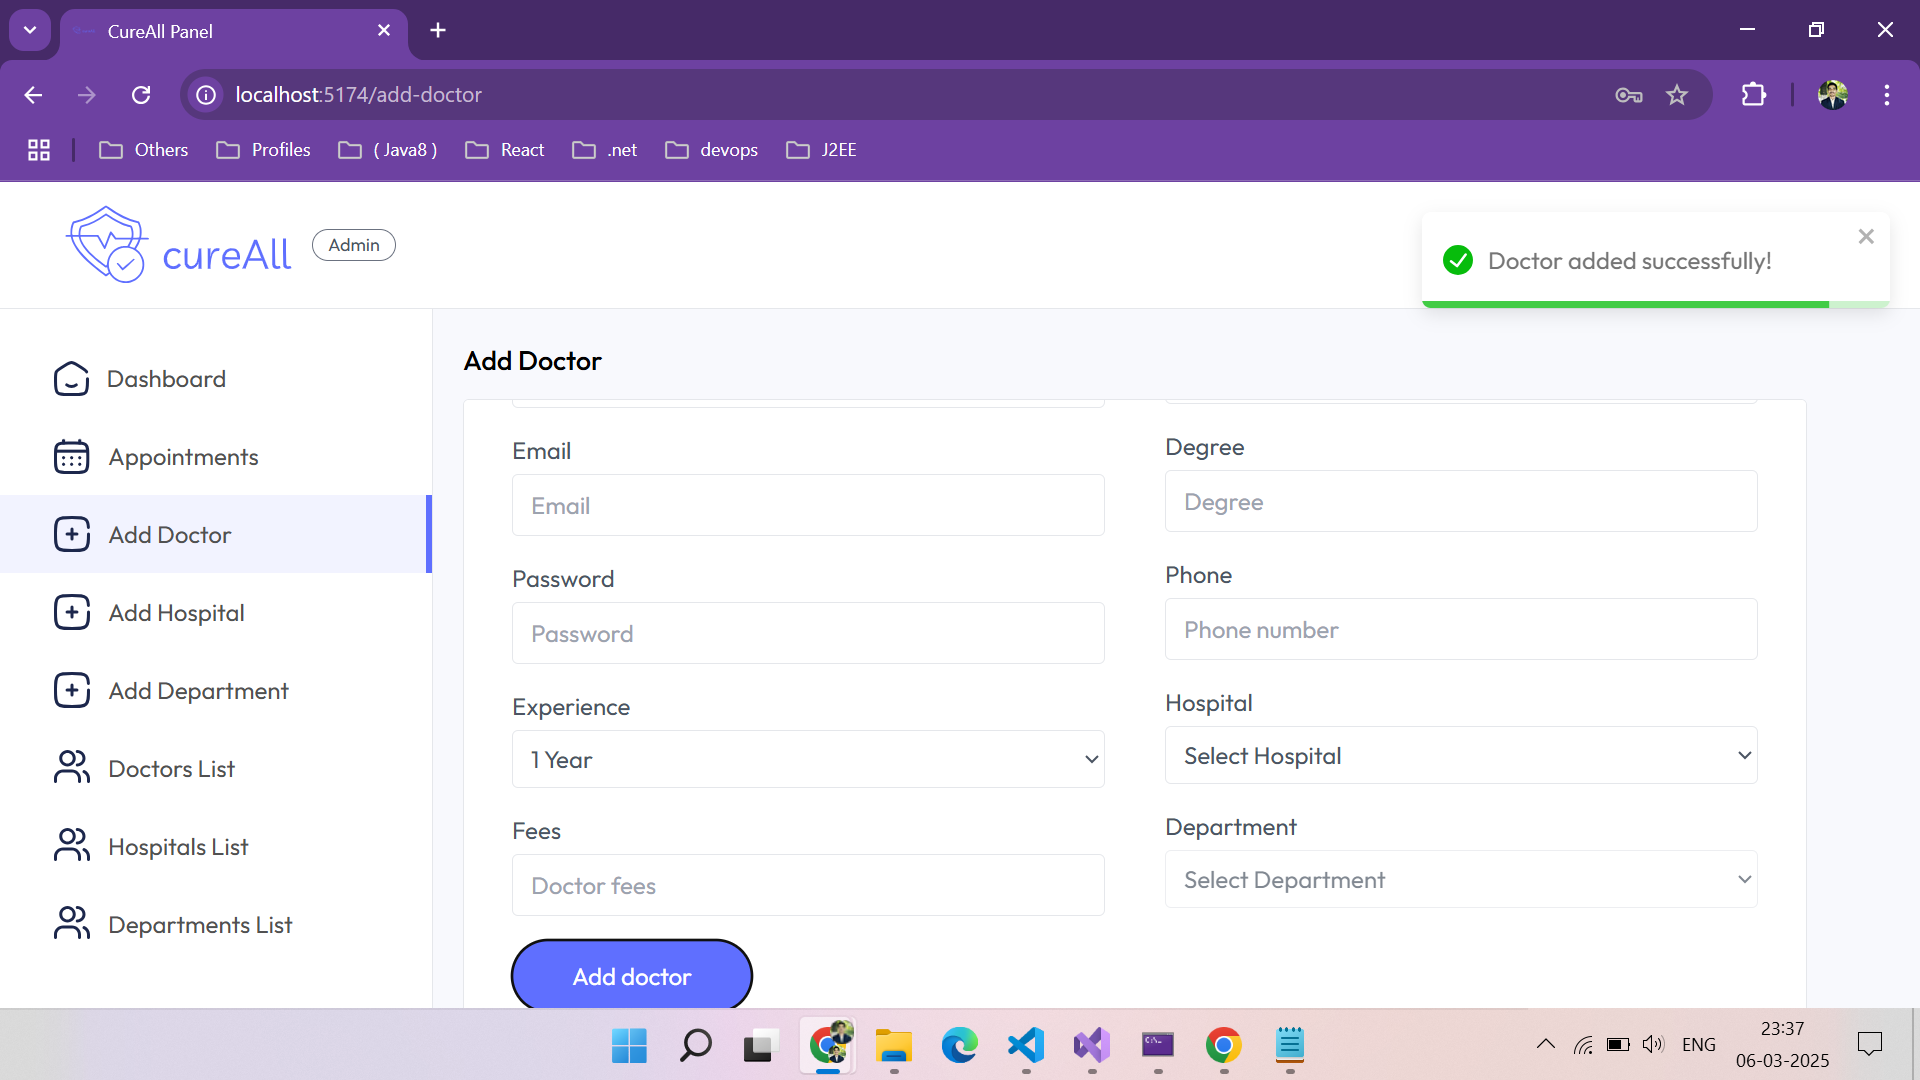 CureAll Panel
localhost:5174/add-doctor
Others
Profiles
( Java8 )
React
.net
devops
J2EE
cureAll
Admin
Doctor added successfully!
Dashboard
Appointments
Add Doctor
Add Hospital
Add Department
Doctors List
Hospitals List
Departments List
Add Doctor
Email
Email
Degree
Degree
Password
Password
Phone
Phone number
Experience
1 Year
Hospital
Select Hospital
Fees
Doctor fees
Department
Select Department
Add doctor
ENG
23:37
06-03-2025